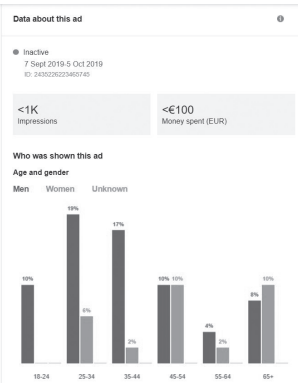 Data about this ad
Inactive
7 Sept 2019-5 Oct 2019
ID: 2435226223465745
<1K
Impressions
<€100
Money spent (EUR)
Who was shown this ad
Age and gender
Men Women Unknown
19%
17%
10%
10% 10%
10%
8%
6%
4%
2%
2%
18-24 25-34 35-44 45-54 55-64 65+